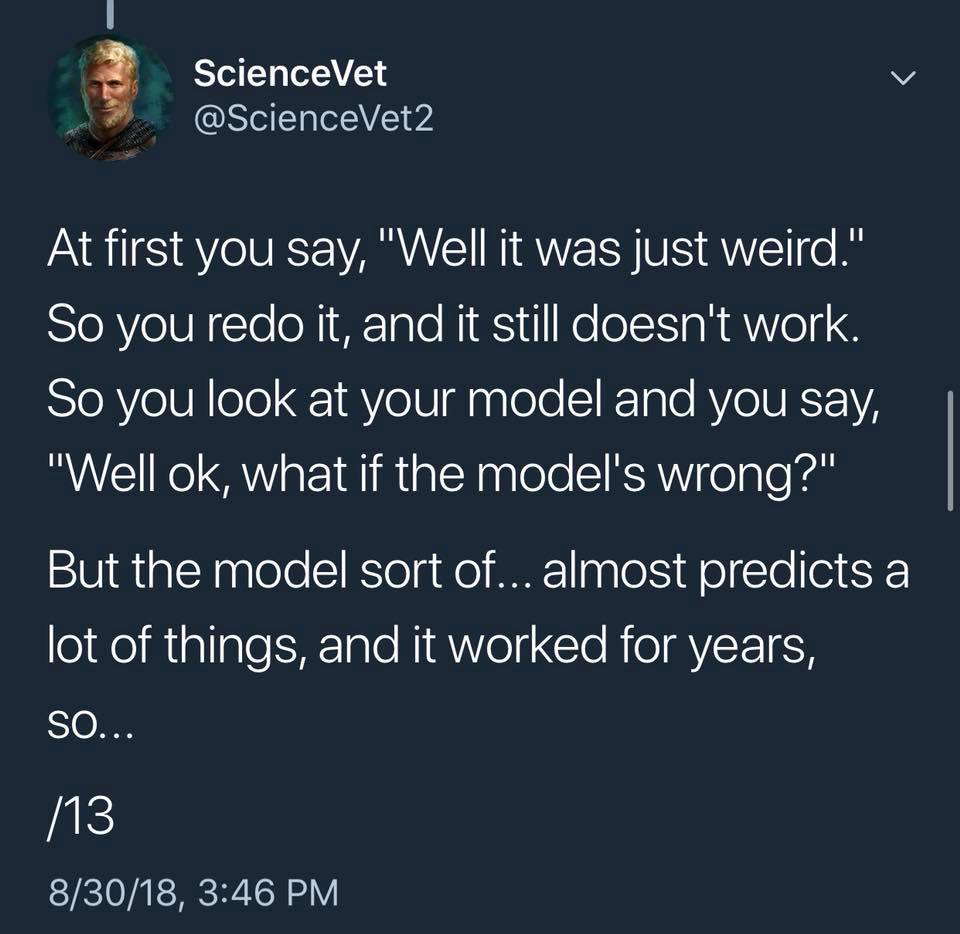 ScienceVet
@ScienceVet2
At first you say, "Well it was just weird."
So you redo it, and it still doesn't work.
So you look at your model and you say,
"Well ok, what if the model's wrong?"
But the model sort of... almost predicts a
lot of things, and it worked for years,
so...
/13
8/30/18, 3:46 PM